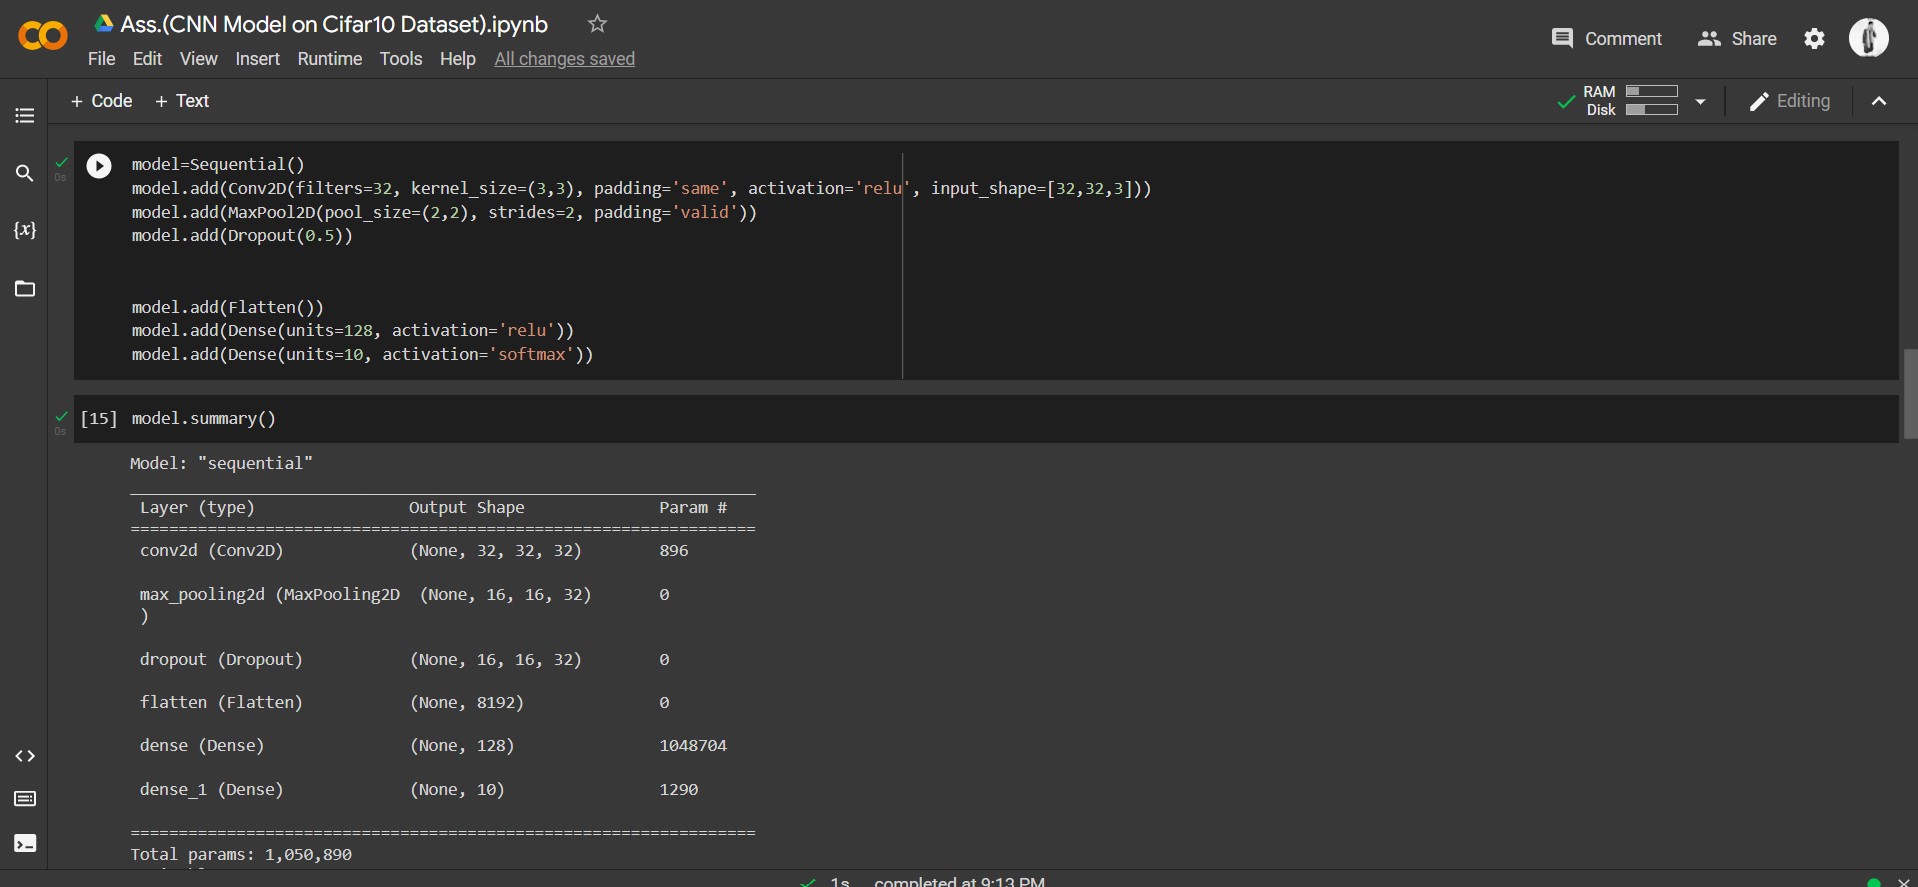 Ass.(CNN Model on Cifar10 Dataset).ipynb
File Edit View Insert Runtime Tools Help All changes saved
Comment Share
+ Code + Text
RAM
Disk
Editing
0s
model=Sequential()
model.add(Conv2D(filters=32, kernel_size=(3,3), padding='same', activation='relu', input_shape=[32,32,3]))
model.add(MaxPool2D(pool_size=(2,2), strides=2, padding='valid'))
model.add(Dropout(0.5))
model.add(Flatten())
model.add(Dense(units=128, activation='relu'))
model.add(Dense(units=10, activation='softmax'))
0s
[15] model.summary()
Model: "sequential"
Layer (type) Output Shape Param #
=================================================================
conv2d (Conv2D) (None, 32, 32, 32) 896
max_pooling2d (MaxPooling2D (None, 16, 16, 32) 0
)
dropout (Dropout) (None, 16, 16, 32) 0
flatten (Flatten) (None, 8192) 0
dense (Dense) (None, 128) 1048704
dense_1 (Dense) (None, 10) 1290
=================================================================
Total params: 1,050,890
1s completed at 9:13 PM